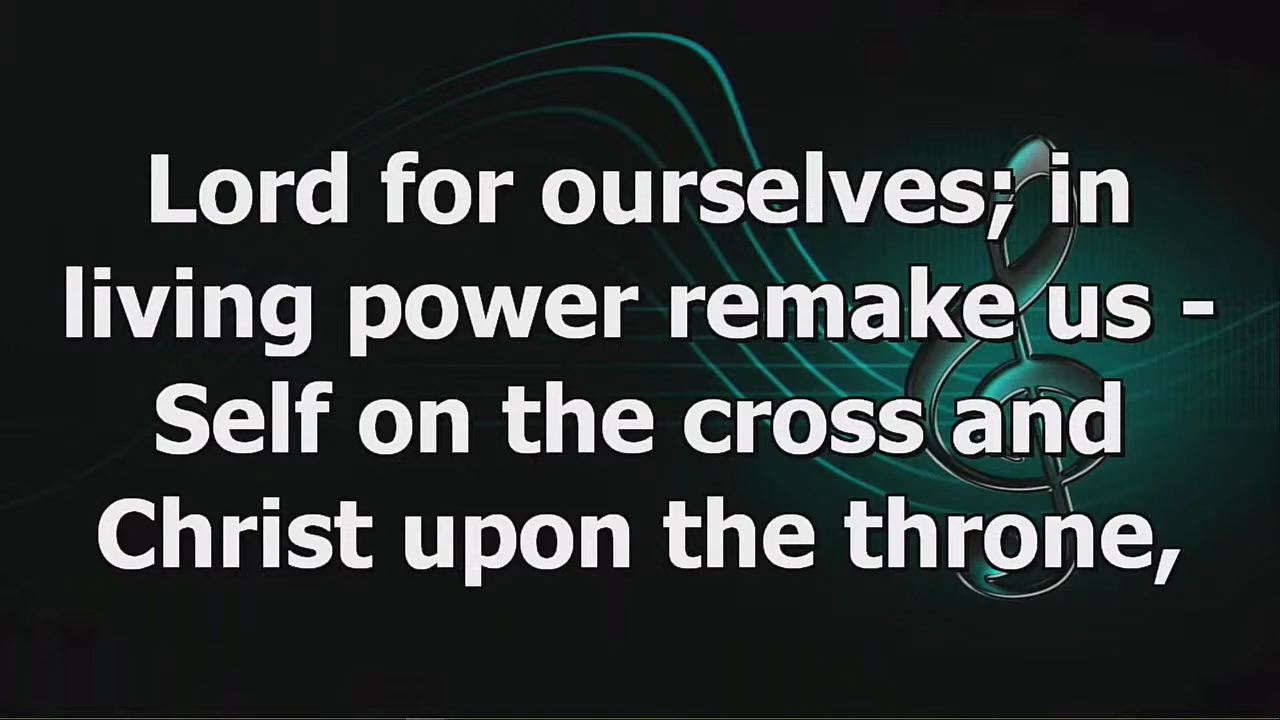 Lord for ourselves; in
living power remake us -
Self on the cross and
Christ upon the throne,